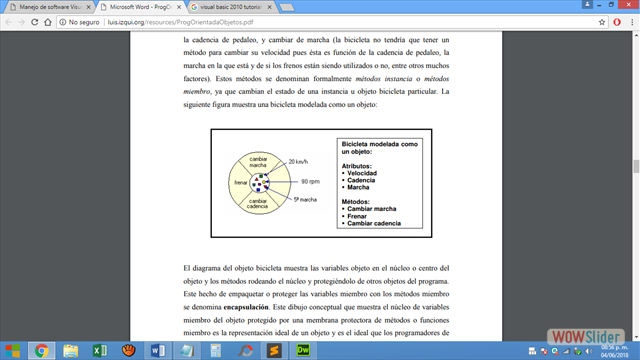 Manejo de software Visua
Microsoft Word - ProgOri
visual basic 2010 tutoria
No seguro
luis.izqui.org/resources/ProgOrientadaObjetos.pdf
la cadencia de pedaleo, y cambiar de marcha (la bicicleta no tendría que tener un
método para cambiar su velocidad pues ésta es función de la cadencia de pedaleo, la
marcha en la que está y de si los frenos están siendo utilizados o no, entre otros muchos
factores). Estos métodos se denominan formalmente métodos instancia o métodos
miembro, ya que cambian el estado de una instancia u objeto bicicleta particular. La
siguiente figura muestra una bicicleta modelada como un objeto:
cambiar
marcha
frenar
cambiar
cadencia
20 km/h
90 rpm
5ª marcha
Bicicleta modelada como
un objeto:
Atributos:
▪ Velocidad
▪ Cadencia
▪ Marcha
Métodos:
▪ Cambiar marcha
▪ Frenar
▪ Cambiar cadencia
El diagrama del objeto bicicleta muestra las variables objeto en el núcleo o centro del
objeto y los métodos rodeando el núcleo y protegiéndolo de otros objetos del programa.
Este hecho de empaquetar o proteger las variables miembro con los métodos miembro
se denomina encapsulación. Este dibujo conceptual que muestra el núcleo de variables
miembro del objeto protegido por una membrana protectora de métodos o funciones
miembro es la representación ideal de un objeto y es el ideal que los programadores de
WOWSlider
08:56 p. m.
04/06/2018